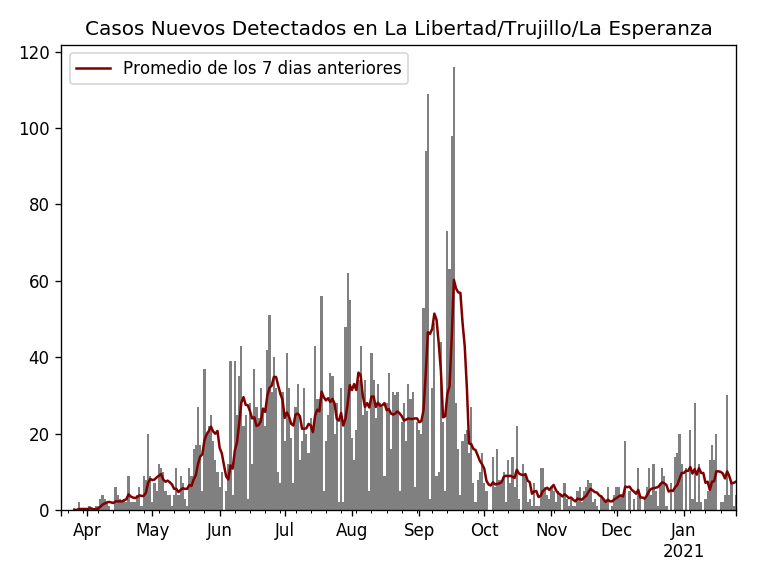 Casos Nuevos Detectados en La Libertad/Trujillo/La Esperanza
Promedio de los 7 dias anteriores
120
100
80
60
40
20
0
Apr May Jun Jul Aug Sep Oct Nov Dec Jan
2021